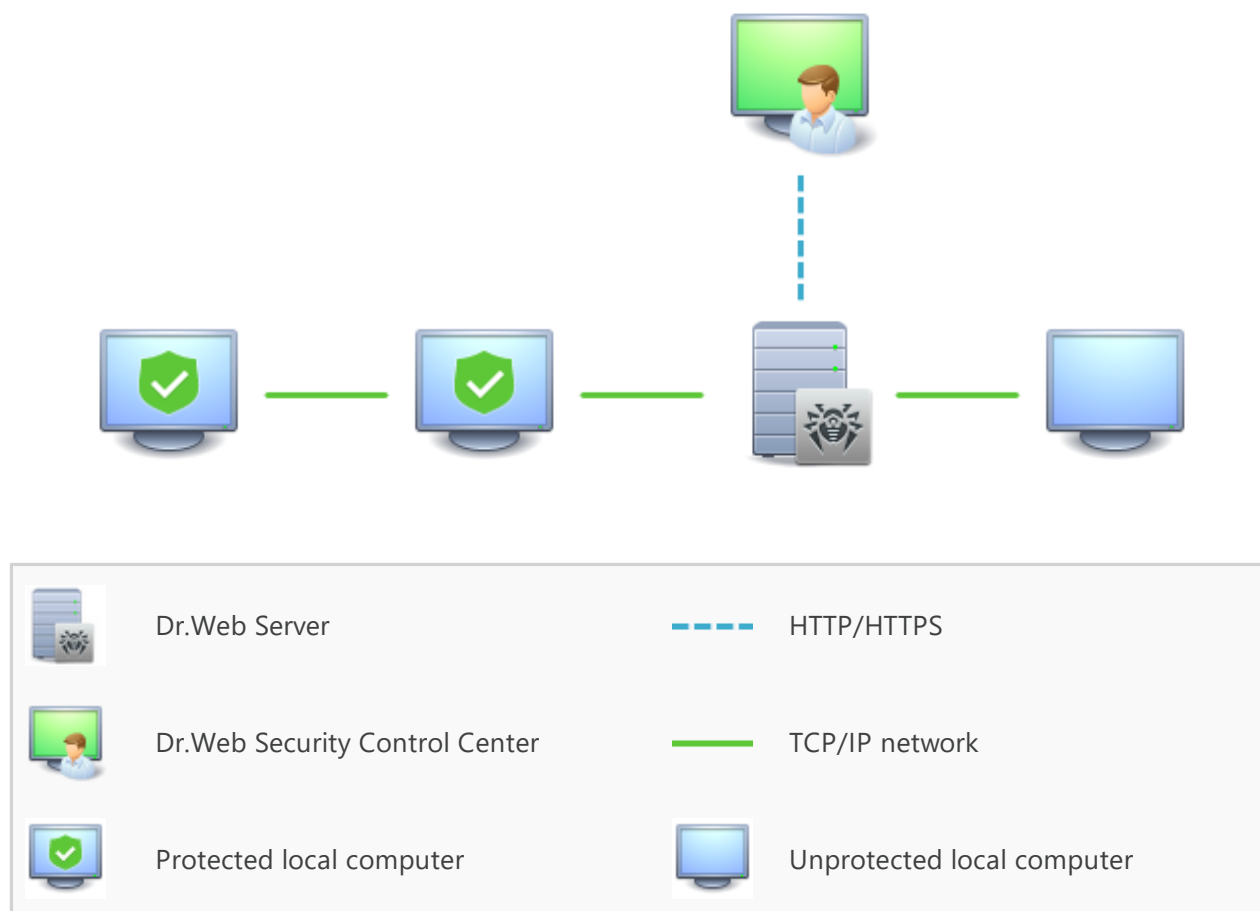 Dr.Web Server
HTTP/HTTPS
Dr.Web Security Control Center
TCP/IP network
Protected local computer
Unprotected local computer